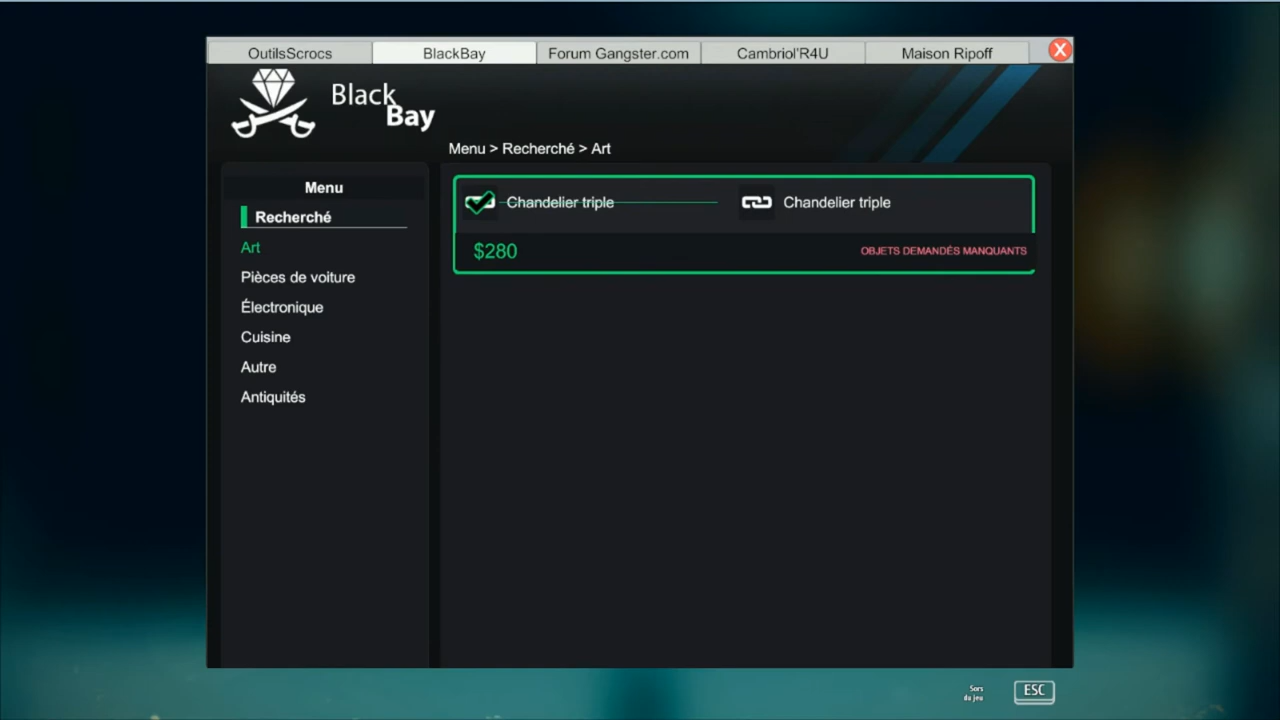 OutilsScrocs
BlackBay
Forum Gangster.com
Cambriol'R4U
Maison Ripoff
X
Black
Bay
Menu > Recherché > Art
Menu
Recherché
Art
Pièces de voiture
Électronique
Cuisine
Autre
Antiquités
Chandelier triple
Chandelier triple
$280
OBJETS DEMANDÉS MANQUANTS
Sors
du jeu
ESC